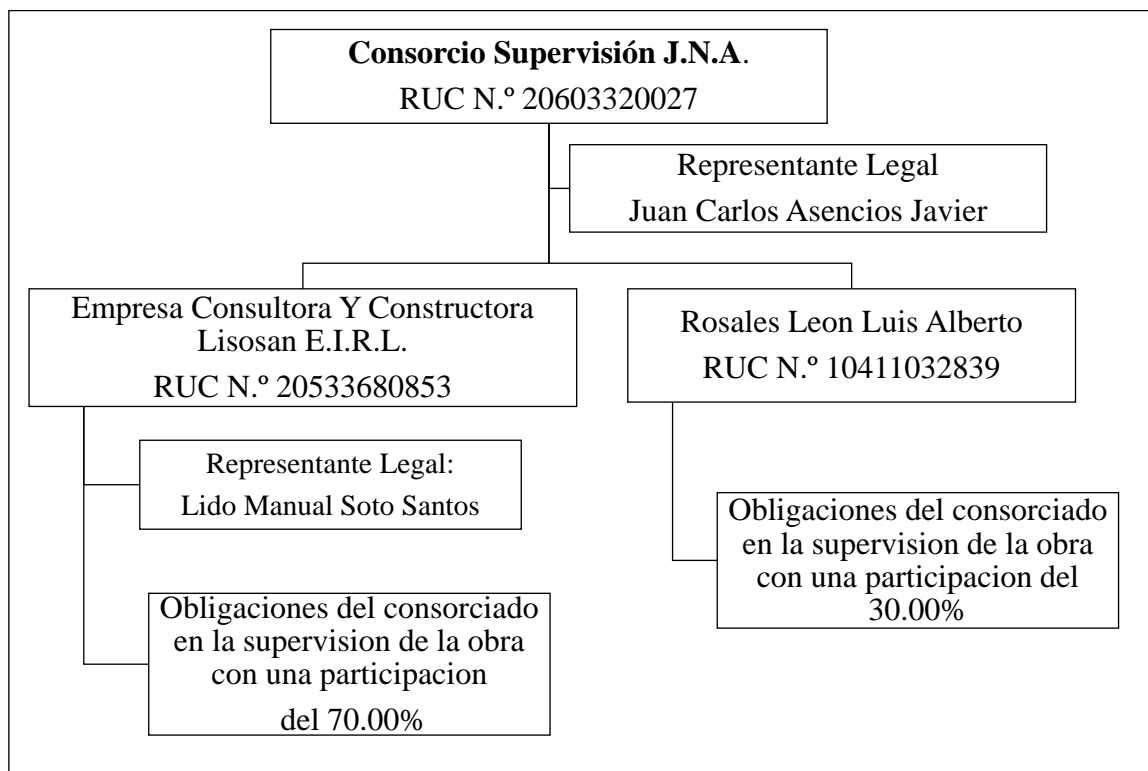 Consorcio Supervisión J.N.A.
RUC N.º 20603320027
Representante Legal
Juan Carlos Asencios Javier
Empresa Consultora Y Constructora
Lisosan E.I.R.L.
RUC N.º 20533680853
Rosales Leon Luis Alberto
RUC N.º 10411032839
Representante Legal:
Lido Manual Soto Santos
Obligaciones del consorciado
en la supervision de la obra
con una participacion
del 70.00%
Obligaciones del consorciado
en la supervision de la obra
con una participacion del
30.00%